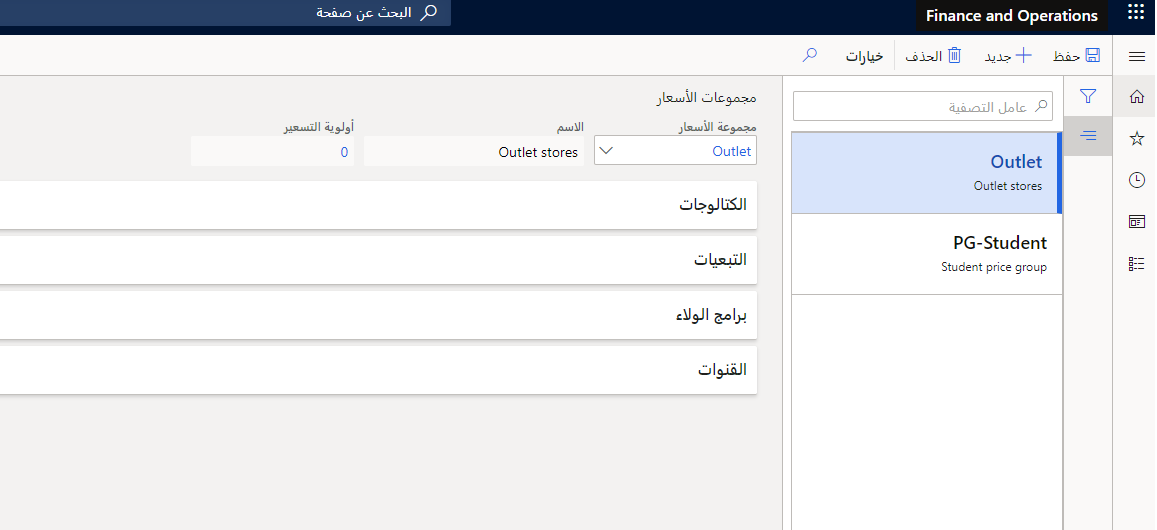 Finance and Operations
البحث عن صفحة
حفظ
جديد
الحذف
خيارات
عامل التصفية
Outlet
Outlet stores
PG-Student
Student price group
مجموعات الأسعار
مجموعة الأسعار
الاسم
أولوية التسعير
Outlet
Outlet stores
0
الكتالوجات
التبعيات
برامج الولاء
القنوات